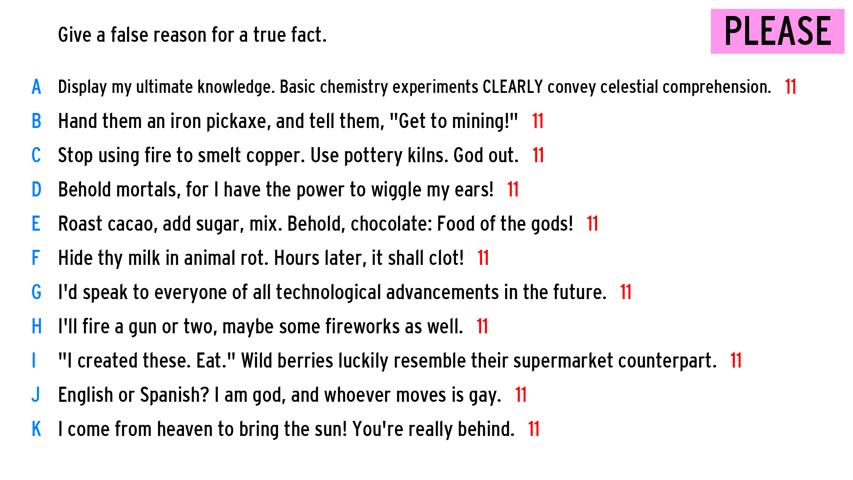 Give a false reason for a true fact.
PLEASE
A Display my ultimate knowledge. Basic chemistry experiments CLEARLY convey celestial comprehension. 11
B Hand them an iron pickaxe, and tell them, "Get to mining!" 11
C Stop using fire to smelt copper. Use pottery kilns. God out. 11
D Behold mortals, for I have the power to wiggle my ears! 11
E Roast cacao, add sugar, mix. Behold, chocolate: Food of the gods! 11
F Hide thy milk in animal rot. Hours later, it shall clot! 11
G I'd speak to everyone of all technological advancements in the future. 11
H I'll fire a gun or two, maybe some fireworks as well. 11
I "I created these. Eat." Wild berries luckily resemble their supermarket counterpart. 11
J English or Spanish? I am god, and whoever moves is gay. 11
K I come from heaven to bring the sun! You're really behind. 11